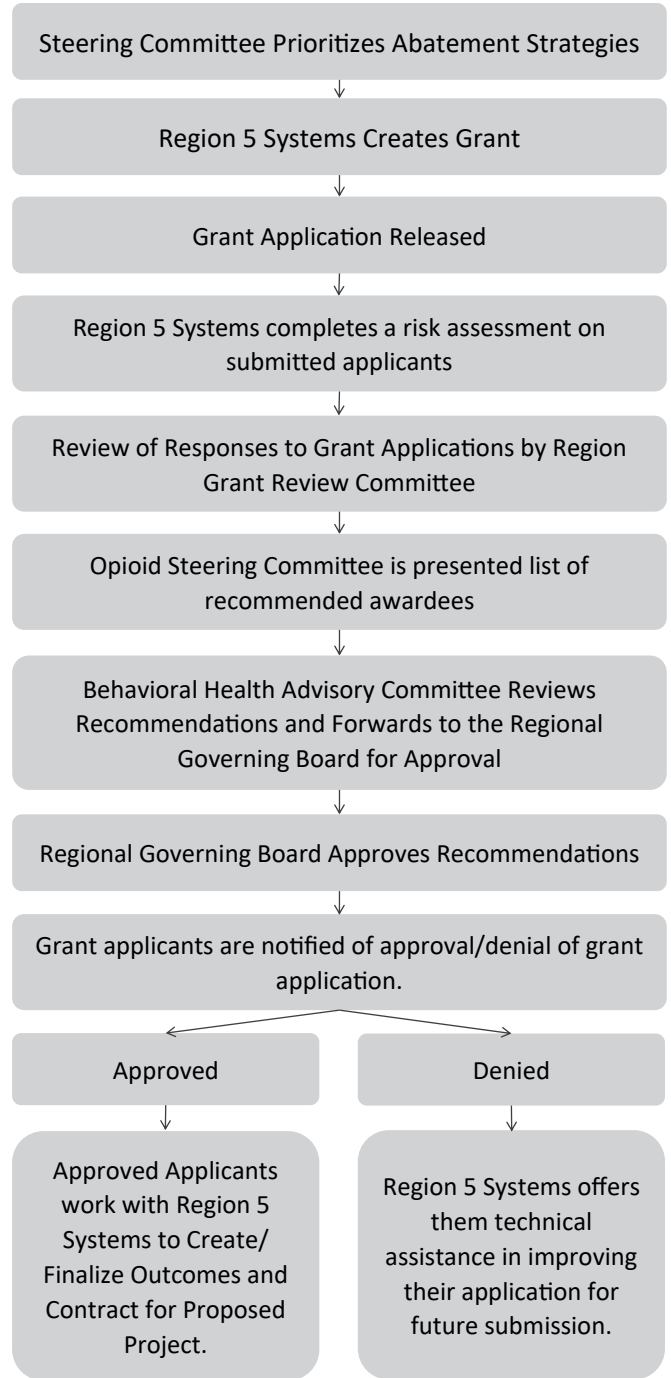 Steering Committee Prioritizes Abatement Strategies
Region 5 Systems Creates Grant
Grant Application Released
Region 5 Systems completes a risk assessment on
submitted applicants
Review of Responses to Grant Applications by Region
Grant Review Committee
Opioid Steering Committee is presented list of
recommended awardees
Behavioral Health Advisory Committee Reviews
Recommendations and Forwards to the Regional
Governing Board for Approval
Regional Governing Board Approves Recommendations
Grant applicants are notified of approval/denial of grant
application.
Approved
Denied
Approved Applicants
work with Region 5
Systems to Create/
Finalize Outcomes and
Contract for Proposed
Project.
Region 5 Systems offers
them technical
assistance in improving
their application for
future submission.